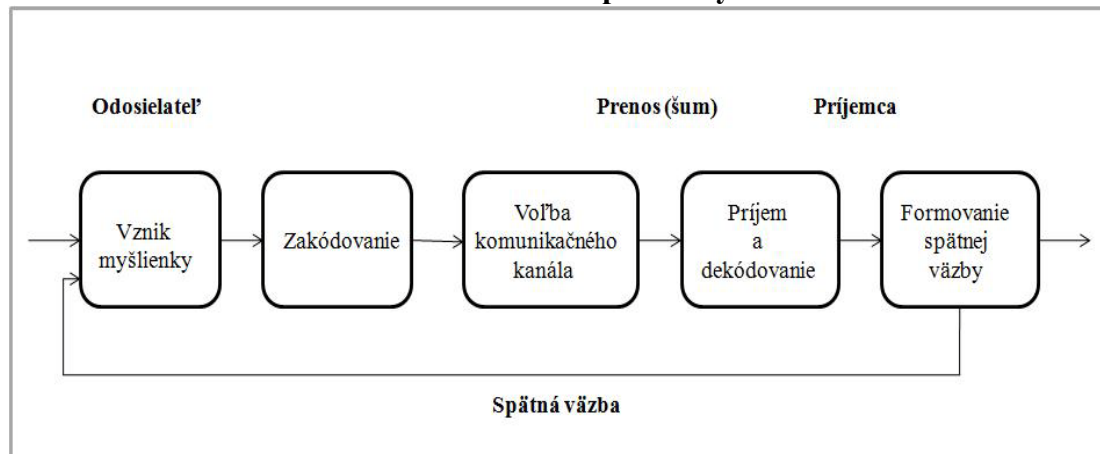 Odosielateľ
Prenos (šum)
Príjemca
Vznik
myšlienky
Zakódovanie
Voľba
komunikačného
kanála
Príjem
a
dekódovanie
Formovanie
spätnej
väzby
Spätná väzba